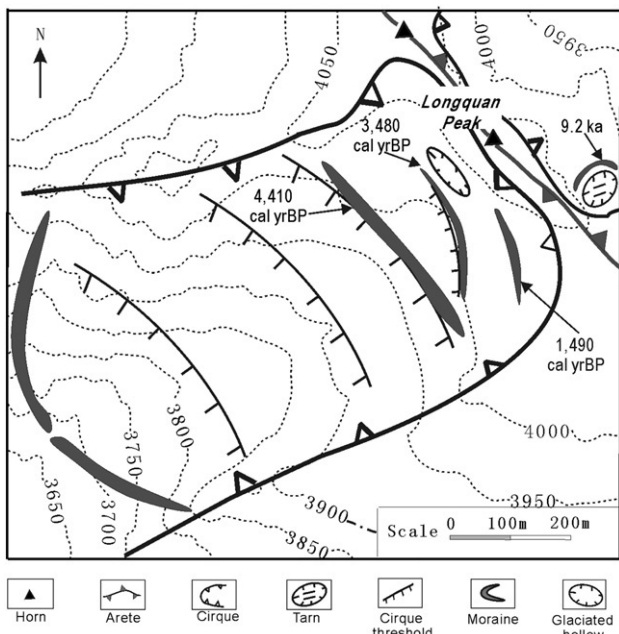 N
4050
4000
3950
Longquan
Peak
3,480
cal yrBP
9.2 ka
4,410
cal yrBP
1,490
cal yrBP
3800
3750
3700
3650
4000
3950
3900
3850
Scale 0 100m 200m
Horn
Arete
Cirque
Tarn
Cirque
threshold
Moraine
Glaciated
hollow